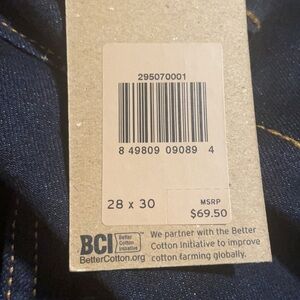 295070001
8 49809 09089 4
28 x 30
MSRP
$69.50
BCI Better Cotton Initiative
BetterCotton.org
We partner with the Better
Cotton Initiative to improve
cotton farming globally.